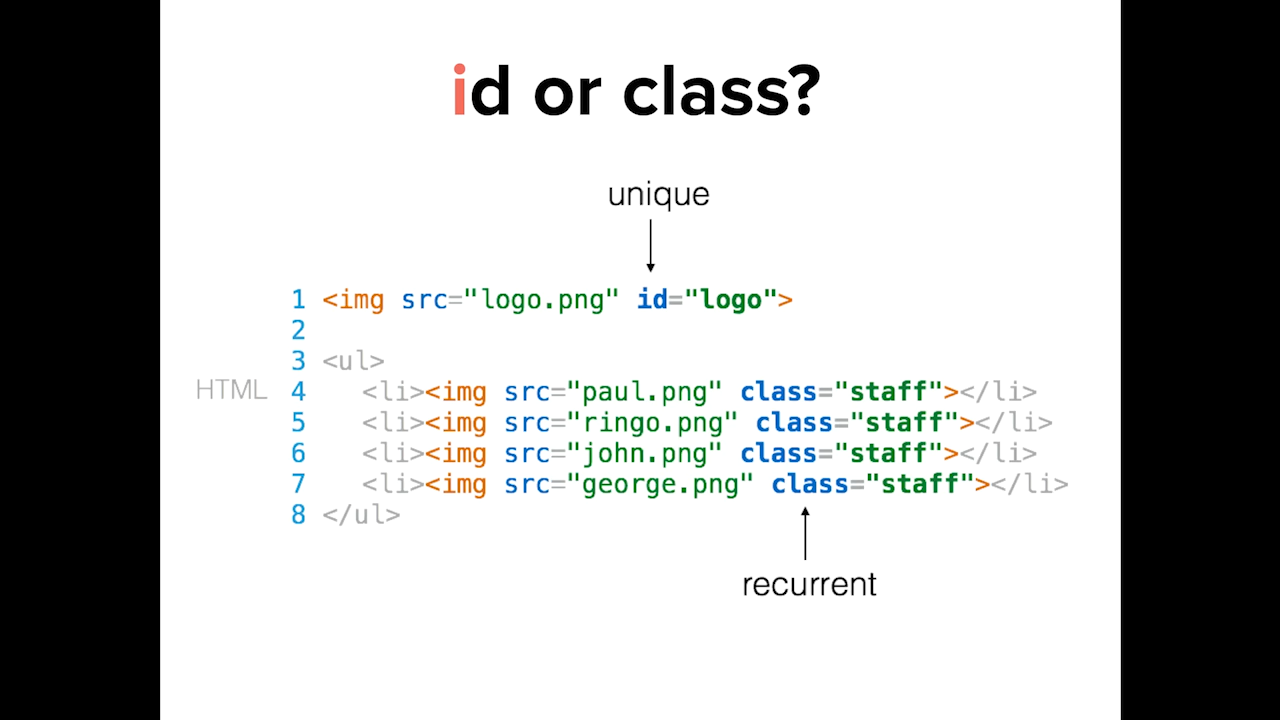 id or class?
unique
1 <img src="logo.png" id="logo">
2
3 <ul>
HTML 4 <li><img src="paul.png" class="staff"></li>
5 <li><img src="ringo.png" class="staff"></li>
6 <li><img src="john.png" class="staff"></li>
7 <li><img src="george.png" class="staff"></li>
8 </ul>
recurrent